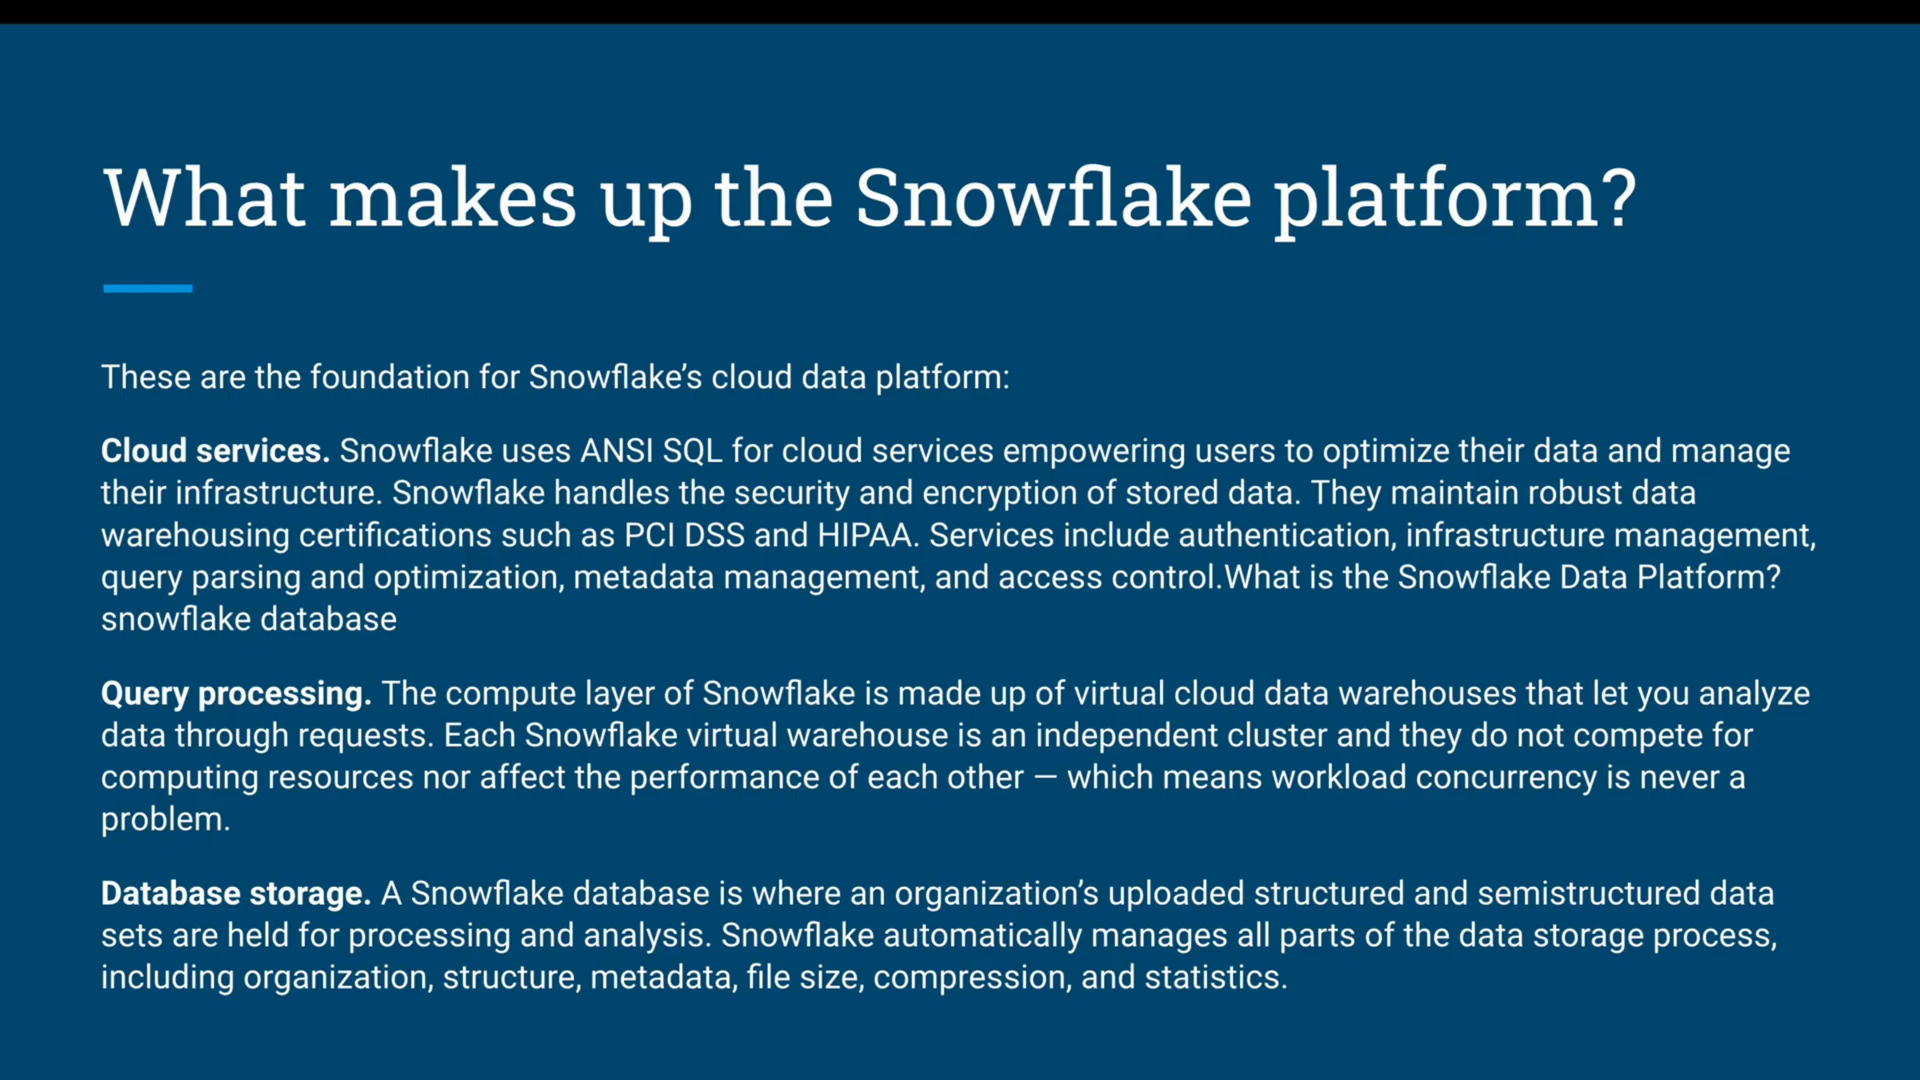 What makes up the Snowflake platform?
These are the foundation for Snowflake’s cloud data platform:
Cloud services. Snowflake uses ANSI SQL for cloud services empowering users to optimize their data and manage
their infrastructure. Snowflake handles the security and encryption of stored data. They maintain robust data
warehousing certifications such as PCI DSS and HIPAA. Services include authentication, infrastructure management,
query parsing and optimization, metadata management, and access control.What is the Snowflake Data Platform?
snowflake database
Query processing. The compute layer of Snowflake is made up of virtual cloud data warehouses that let you analyze
data through requests. Each Snowflake virtual warehouse is an independent cluster and they do not compete for
computing resources nor affect the performance of each other — which means workload concurrency is never a
problem.
Database storage. A Snowflake database is where an organization’s uploaded structured and semistructured data
sets are held for processing and analysis. Snowflake automatically manages all parts of the data storage process,
including organization, structure, metadata, file size, compression, and statistics.